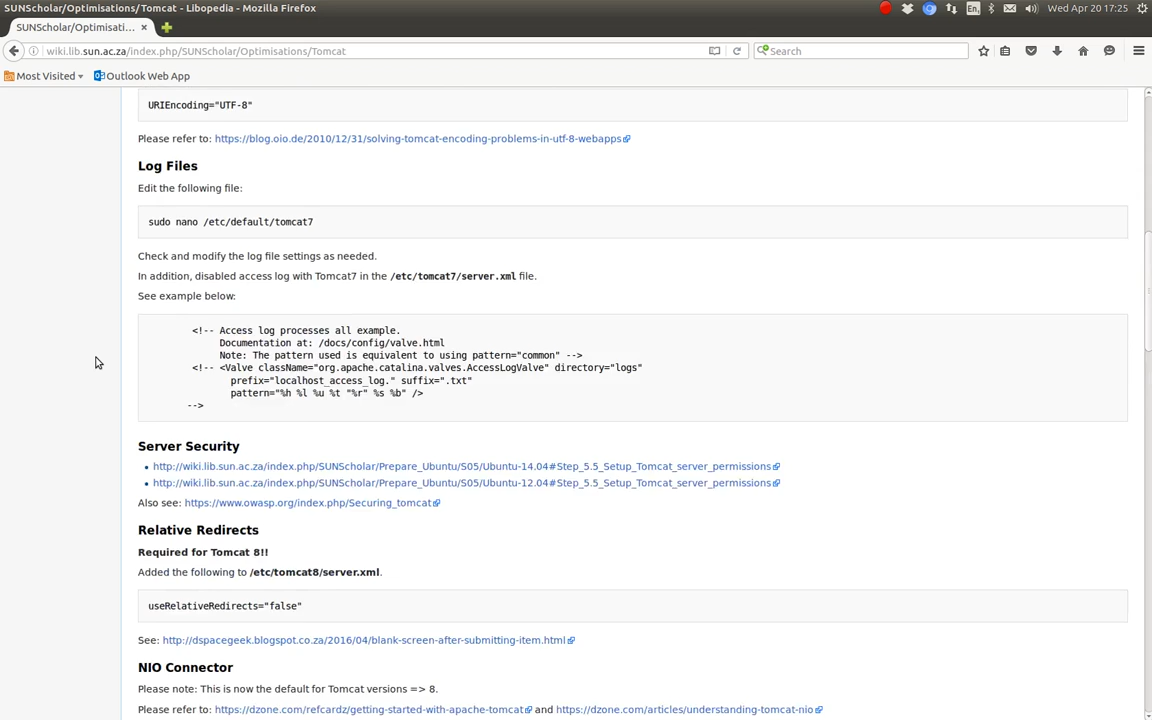 SUNScholar/Optimisations/Tomcat - Libopedia - Mozilla Firefox
En
Wed Apr 20 17:25
SUNScholar/Optimisati...
wiki.lib.sun.ac.za/index.php/SUNScholar/Optimisations/Tomcat
Search
Most Visited
Outlook Web App
URIEncoding="UTF-8"
Please refer to: https://blog.oio.de/2010/12/31/solving-tomcat-encoding-problems-in-utf-8-webapps
Log Files
Edit the following file:
sudo nano /etc/default/tomcat7
Check and modify the log file settings as needed.
In addition, disabled access log with Tomcat7 in the /etc/tomcat7/server.xml file.
See example below:
<!-- Access log processes all example.
Documentation at: /docs/config/valve.html
Note: The pattern used is equivalent to using pattern="common" -->
<!-- <Valve className="org.apache.catalina.valves.AccessLogValve" directory="logs"
prefix="localhost_access_log." suffix=".txt"
pattern="%h %l %u %t "%r" %s %b" />
-->
Server Security
• http://wiki.lib.sun.ac.za/index.php/SUNScholar/Prepare_Ubuntu/S05/Ubuntu-14.04#Step_5.5_Setup_Tomcat_server_permissions
• http://wiki.lib.sun.ac.za/index.php/SUNScholar/Prepare_Ubuntu/S05/Ubuntu-12.04#Step_5.5_Setup_Tomcat_server_permissions
Also see: https://www.owasp.org/index.php/Securing_tomcat
Relative Redirects
Required for Tomcat 8!!
Added the following to /etc/tomcat8/server.xml.
useRelativeRedirects="false"
See: http://dspacegeek.blogspot.co.za/2016/04/blank-screen-after-submitting-item.html
NIO Connector
Please note: This is now the default for Tomcat versions => 8.
Please refer to: https://dzone.com/refcardz/getting-started-with-apache-tomcat and https://dzone.com/articles/understanding-tomcat-nio